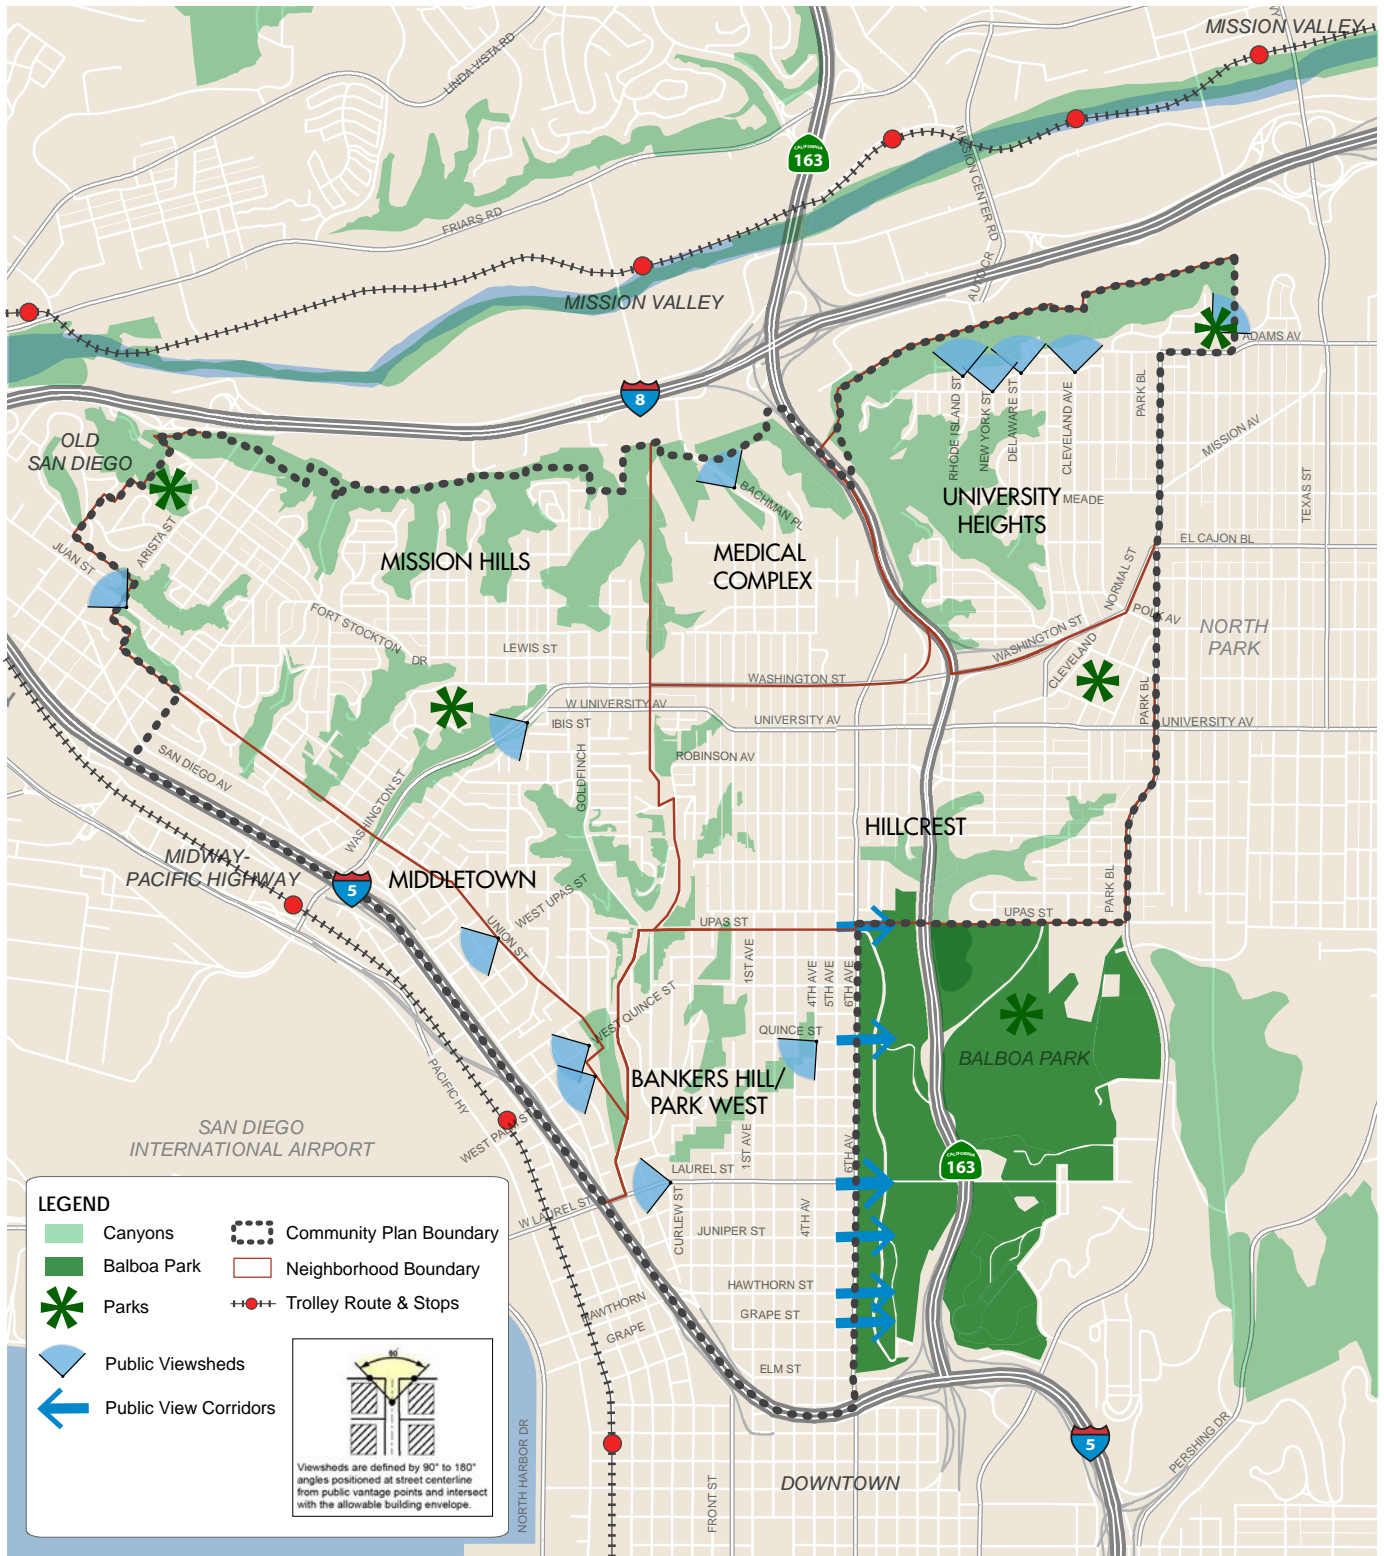 MISSION VALLEY
LINDA VISTA RD
CALIFORNIA
163
MISSION CENTER RD
FRIARS RD
AUTO CR
MISSION VALLEY
ADAMS AV
8
PARK BL
RHODE ISLAND ST
NEW YORK ST
DELAWARE ST
CLEVELAND AVE
MISSION AV
OLD
SAN DIEGO
TEXAS ST
BACHMAN PL
UNIVERSITY
HEIGHTS
MEADE
ARISTA ST
JUAN ST
EL CAJON BL
MISSION HILLS
MEDICAL
COMPLEX
NORMAL ST
POLK AV
FORT STOCKTON
DR
LEWIS ST
WASHINGTON ST
NORTH
PARK
CLEVELAND
WASHINGTON ST
W UNIVERSITY AV
IBIS ST
UNIVERSITY AV
PARK BL
UNIVERSITY AV
SAN DIEGO AV
ROBINSON AV
GOLDFINCH
WASHINGTON ST
HILLCREST
MIDWAY-
PACIFIC HIGHWAY
5
MIDDLETOWN
WEST UPAS ST
UNION ST
UPAS ST
UPAS ST
PARK BL
1ST AVE
4TH AVE
5TH AVE
6TH AVE
WEST QUINCE ST
QUINCE ST
BALBOA PARK
PACIFIC HY
BANKERS HILL/
PARK WEST
SAN DIEGO
INTERNATIONAL AIRPORT
WEST PALM ST
1ST AVE
6TH AV
CALIFORNIA
163
LAUREL ST
W LAUREL ST
CURLEW ST
JUNIPER ST
4TH AV
HAWTHORN ST
HAWTHORN
GRAPE ST
GRAPE
ELM ST
5
PERSHING DR
DOWNTOWN
FRONT ST
NORTH HARBOR DR
LEGEND
Canyons
Balboa Park
Parks
Public Viewsheds
Public View Corridors
Community Plan Boundary
Neighborhood Boundary
Trolley Route & Stops
90°
Viewsheds are defined by 90° to 180°
angles positioned at street centerline
from public vantage points and intersect
with the allowable building envelope.